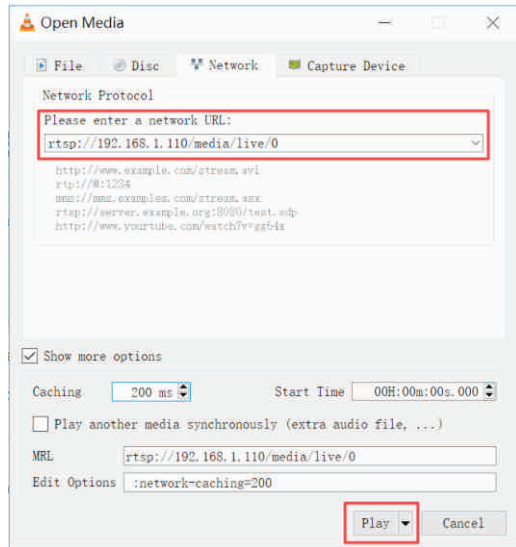 Open Media
File Disc Network Capture Device
Network Protocol
Please enter a network URL:
rtsp://192.168.1.110/media/live/0
http://www.example.com/stream.avi
rtp://@:1234
mms://mms.examples.com/stream.asx
rtsp://server.example.org:8080/test.sdp
http://www.yourtube.com/watch?v=gg64x
Show more options
Caching 200 ms Start Time 00H:00m:00s.000
Play another media synchronously (extra audio file, ...)
MRL rtsp://192.168.1.110/media/live/0
Edit Options :network-caching=200
Play Cancel